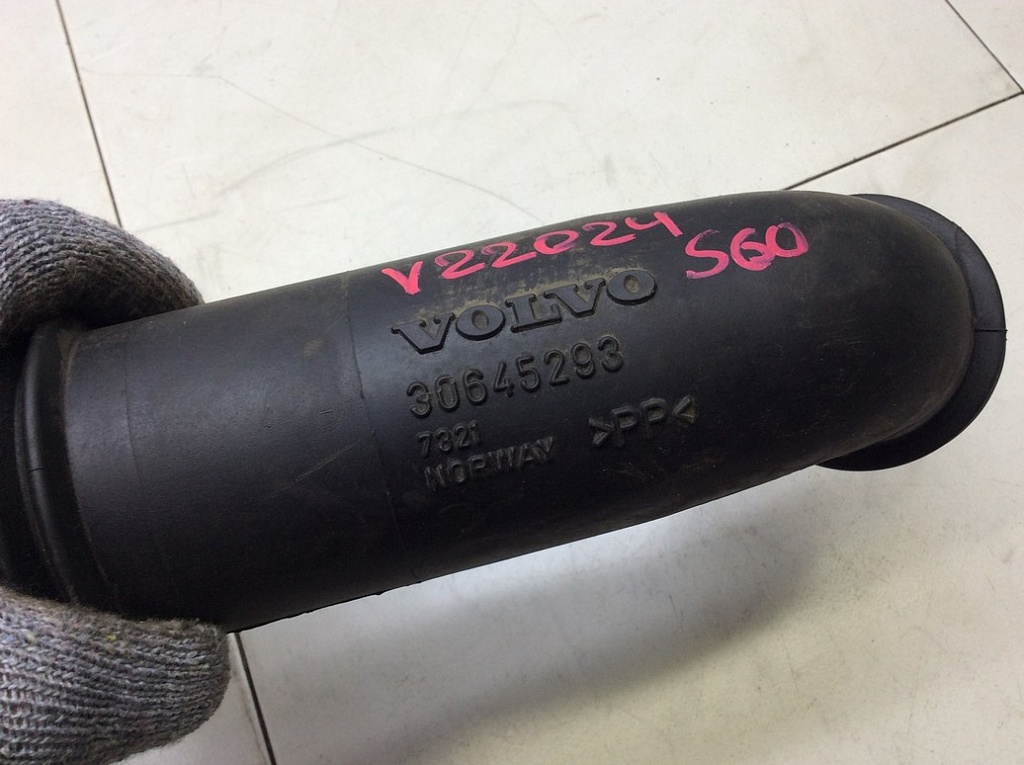 V22024
S60
VOLVO
30645293
7321
NORWAY >PP<